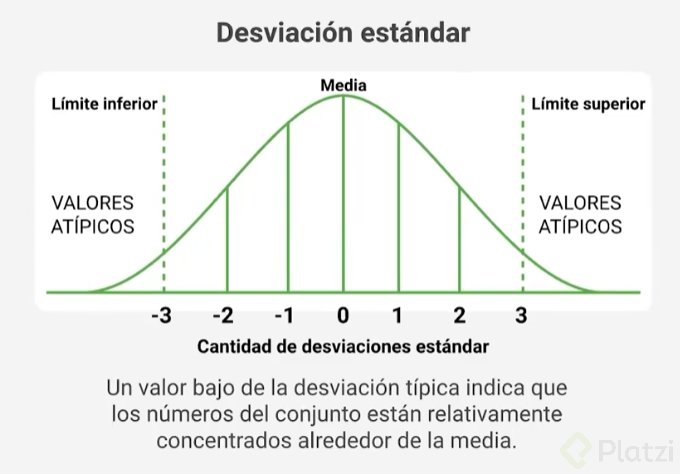 Desviación estándar
Media
Límite inferior
Límite superior
VALORES
ATÍPICOS
VALORES
ATÍPICOS
-3 -2 -1 0 1 2 3
Cantidad de desviaciones estándar
Un valor bajo de la desviación típica indica que
los números del conjunto están relativamente
concentrados alrededor de la media.
Platzi